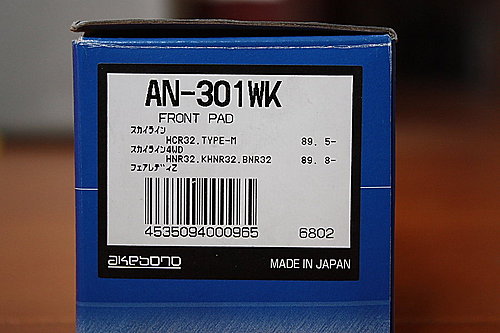 AN-301WK
FRONT PAD
スカイライン
HCR32.TYPE-M 89. 5-
スカイライン4WD
HNR32.KHNR32.BNR32 89. 8-
フェアレディZ
4535094000965 6802
akebono MADE IN JAPAN